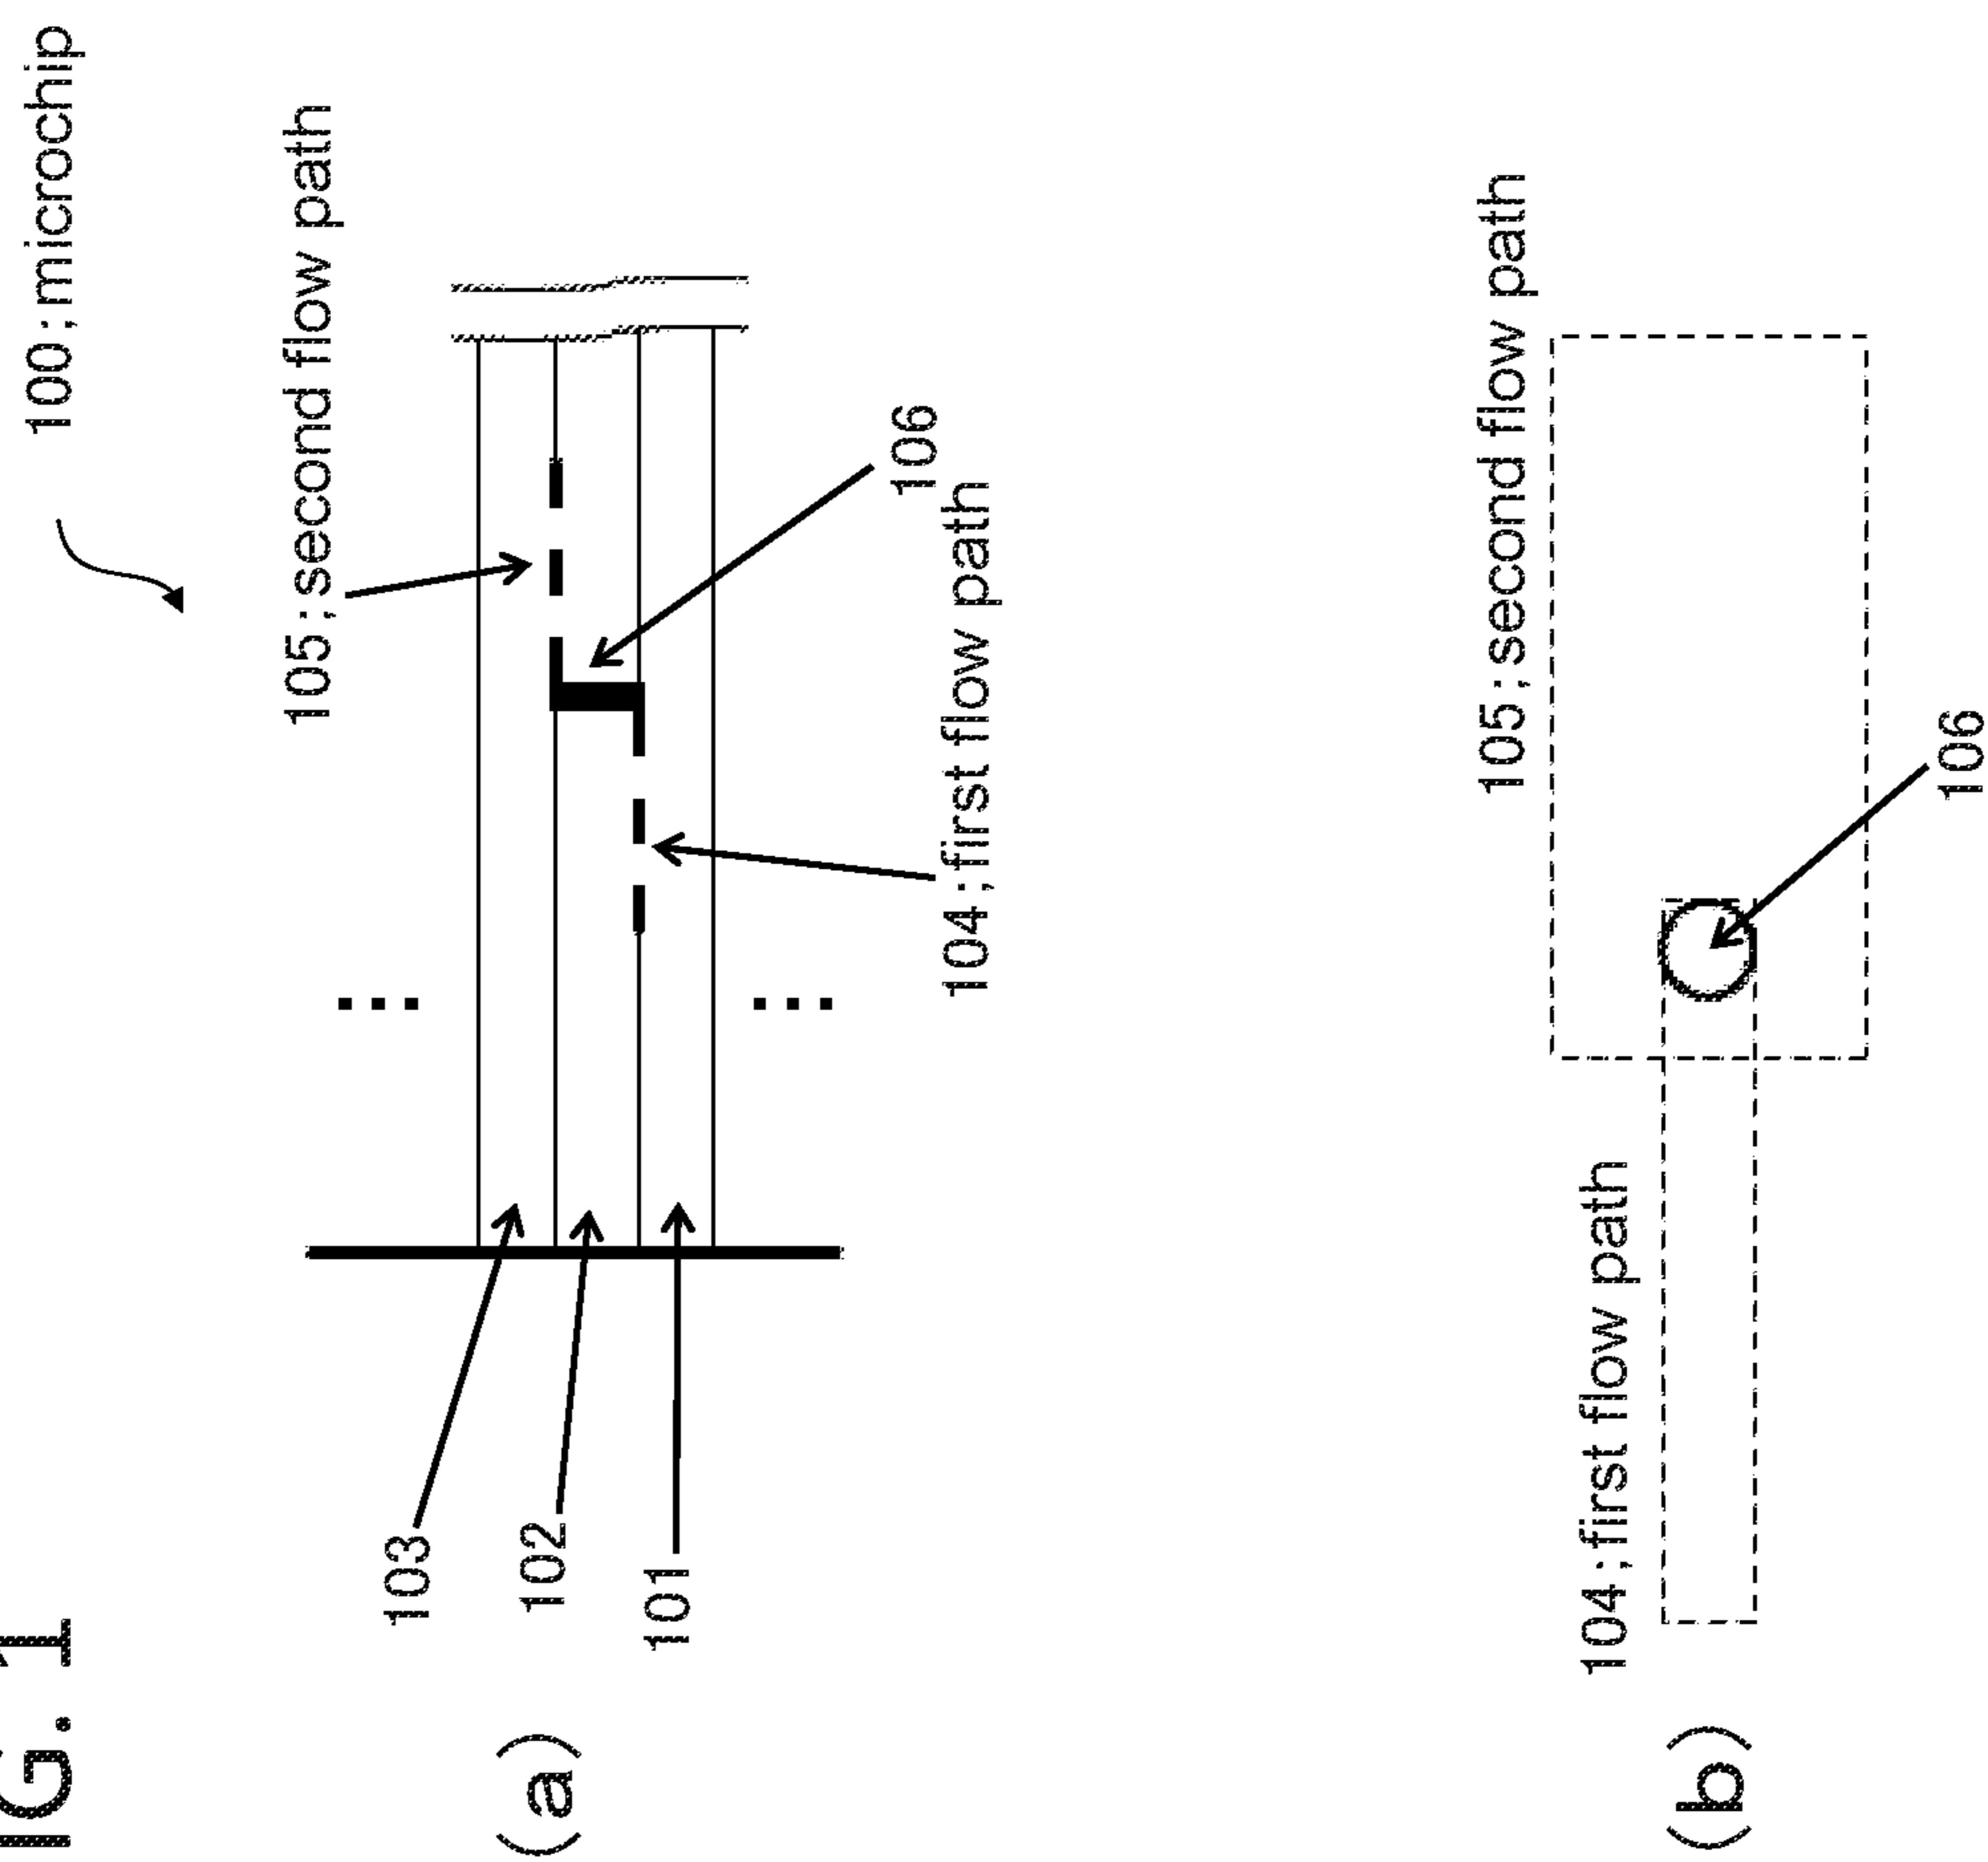 IG. 1
100;microchip
(a)
105;second flow path
103
102
101
106
104;first flow path
(b)
105;second flow path
104;first flow path
106